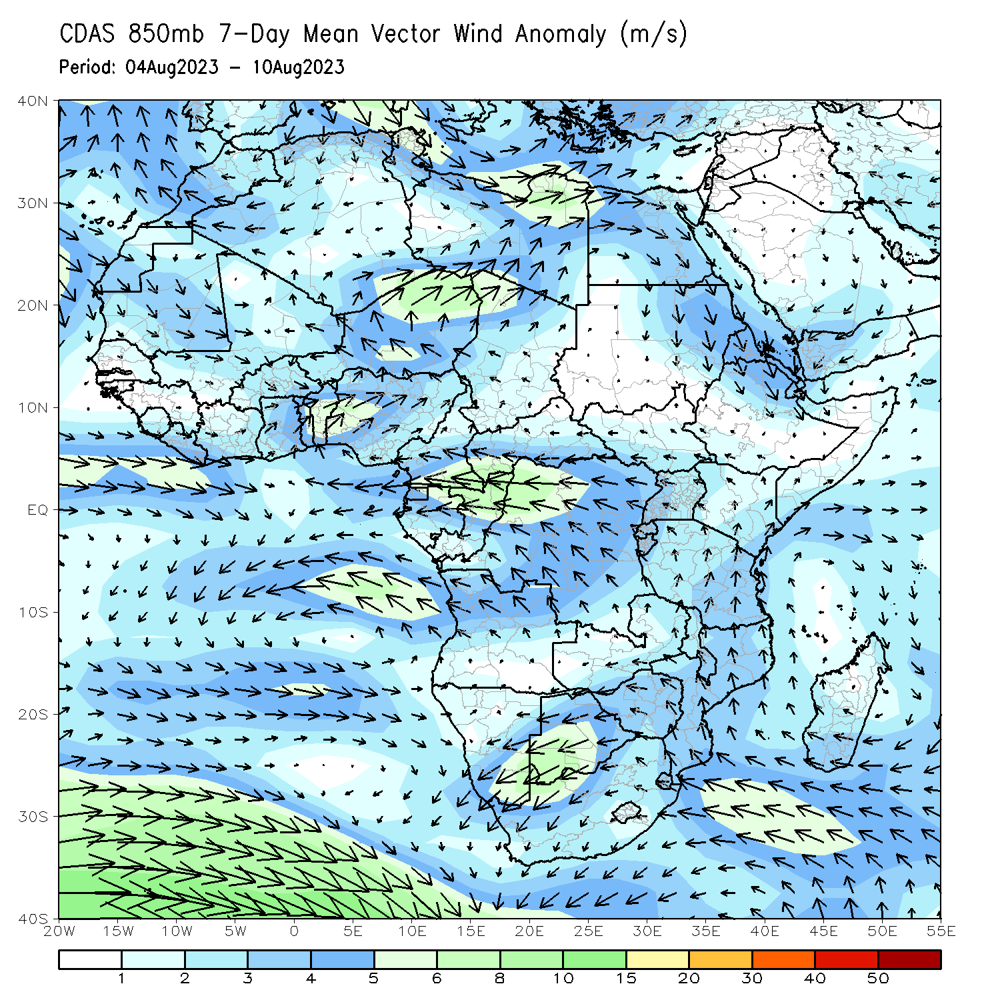 CDAS 850mb 7-Day Mean Vector Wind Anomaly (m/s)
Period: 04Aug2023 - 10Aug2023
40N
30N
20N
10N
EQ
10S
20S
30S
40S
20W 15W 10W 5W 0 5E 10E 15E 20E 25E 30E 35E 40E 45E 50E 55E
1 2 3 4 5 6 8 10 15 20 30 40 50